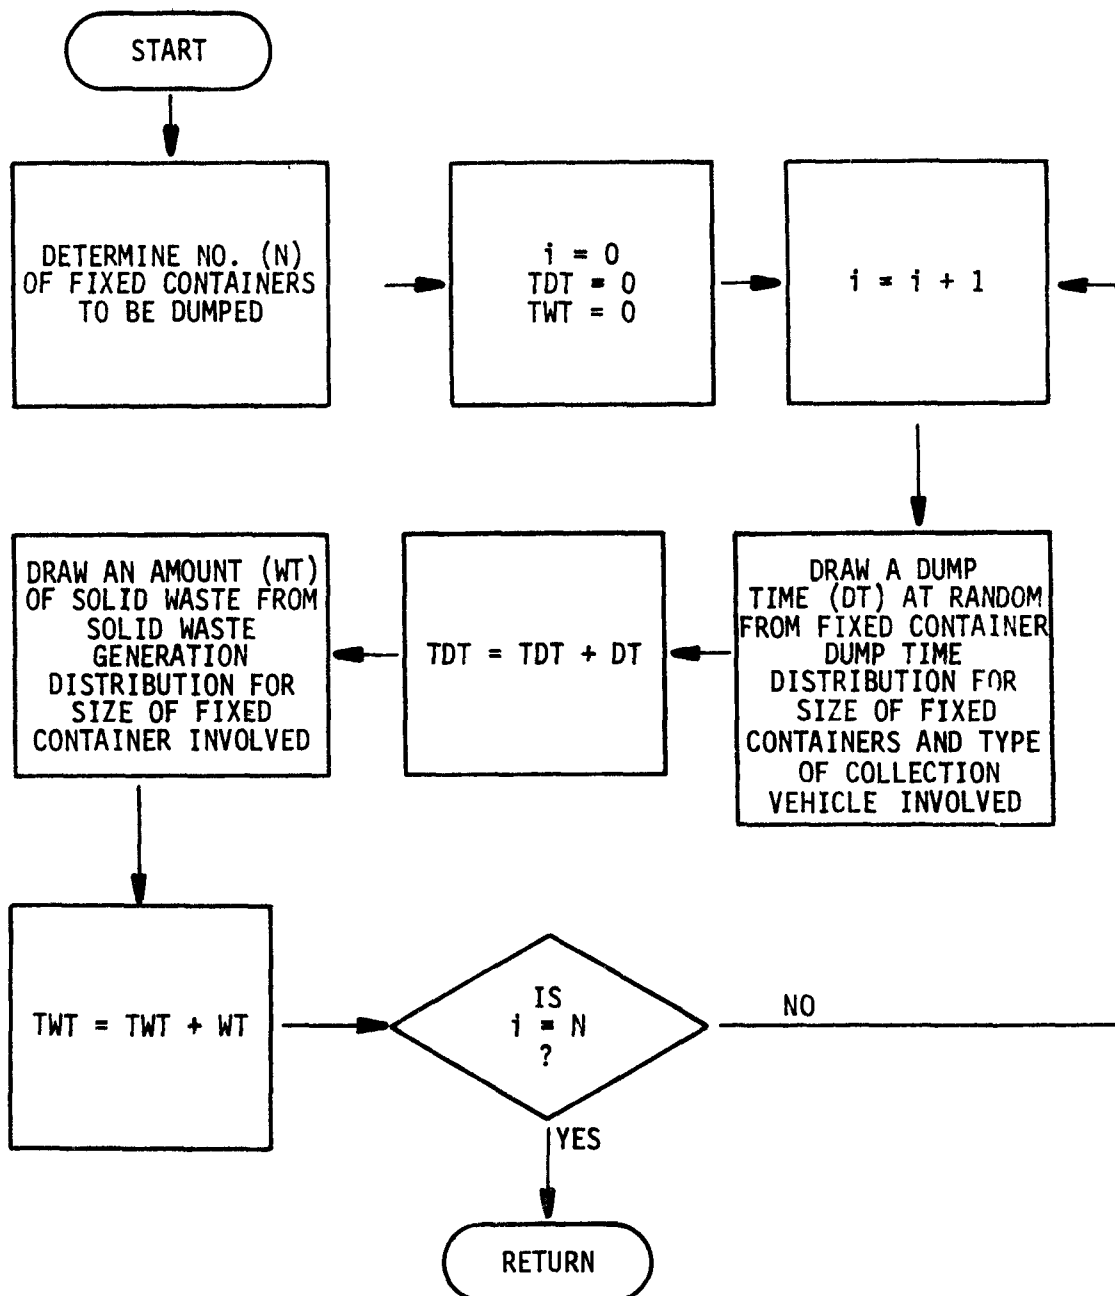 START
DETERMINE NO. (N)
OF FIXED CONTAINERS
TO BE DUMPED
i = 0
TDT = 0
TWT = 0
i = i + 1
DRAW A DUMP
TIME (DT) AT RANDOM
FROM FIXED CONTAINER
DUMP TIME
DISTRIBUTION FOR
SIZE OF FIXED
CONTAINERS AND TYPE
OF COLLECTION
VEHICLE INVOLVED
TDT = TDT + DT
DRAW AN AMOUNT (WT)
OF SOLID WASTE FROM
SOLID WASTE
GENERATION
DISTRIBUTION FOR
SIZE OF FIXED
CONTAINER INVOLVED
TWT = TWT + WT
IS
i = N
?
NO
YES
RETURN